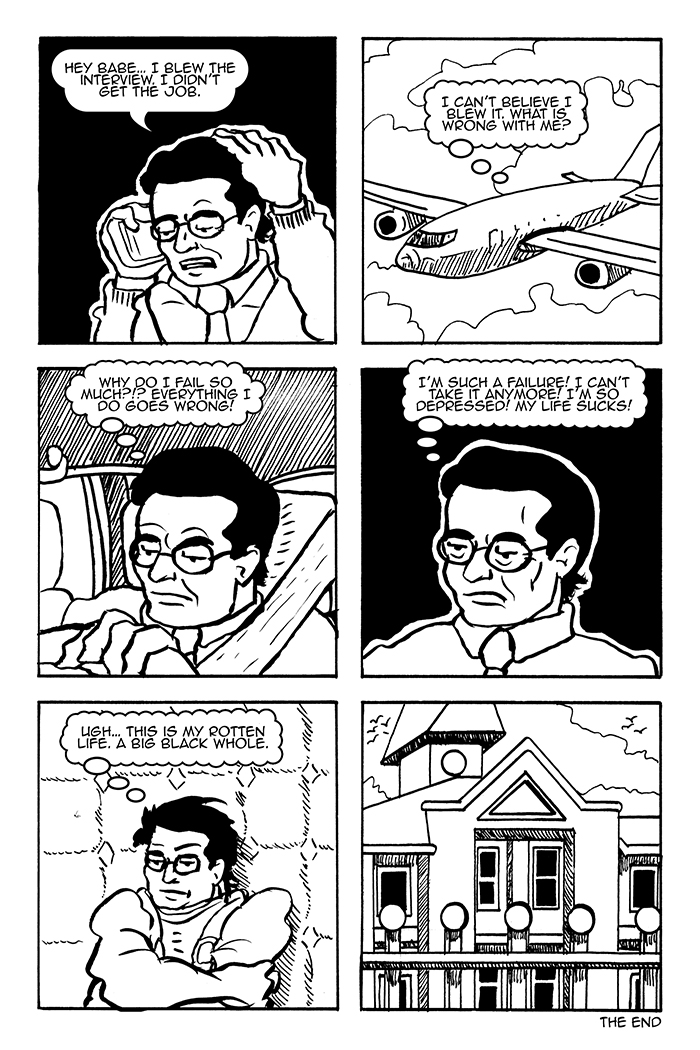 HEY BABE... I BLEW THE
INTERVIEW. I DIDN'T
GET THE JOB.
I CAN'T BELIEVE I
BLEW IT. WHAT IS
WRONG WITH ME?
WHY DO I FAIL SO
MUCH?!? EVERYTHING I
DO GOES WRONG!
I'M SUCH A FAILURE! I CAN'T
TAKE IT ANYMORE! I'M SO
DEPRESSED! MY LIFE SUCKS!
UGH... THIS IS MY ROTTEN
LIFE. A BIG BLACK WHOLE.
THE END